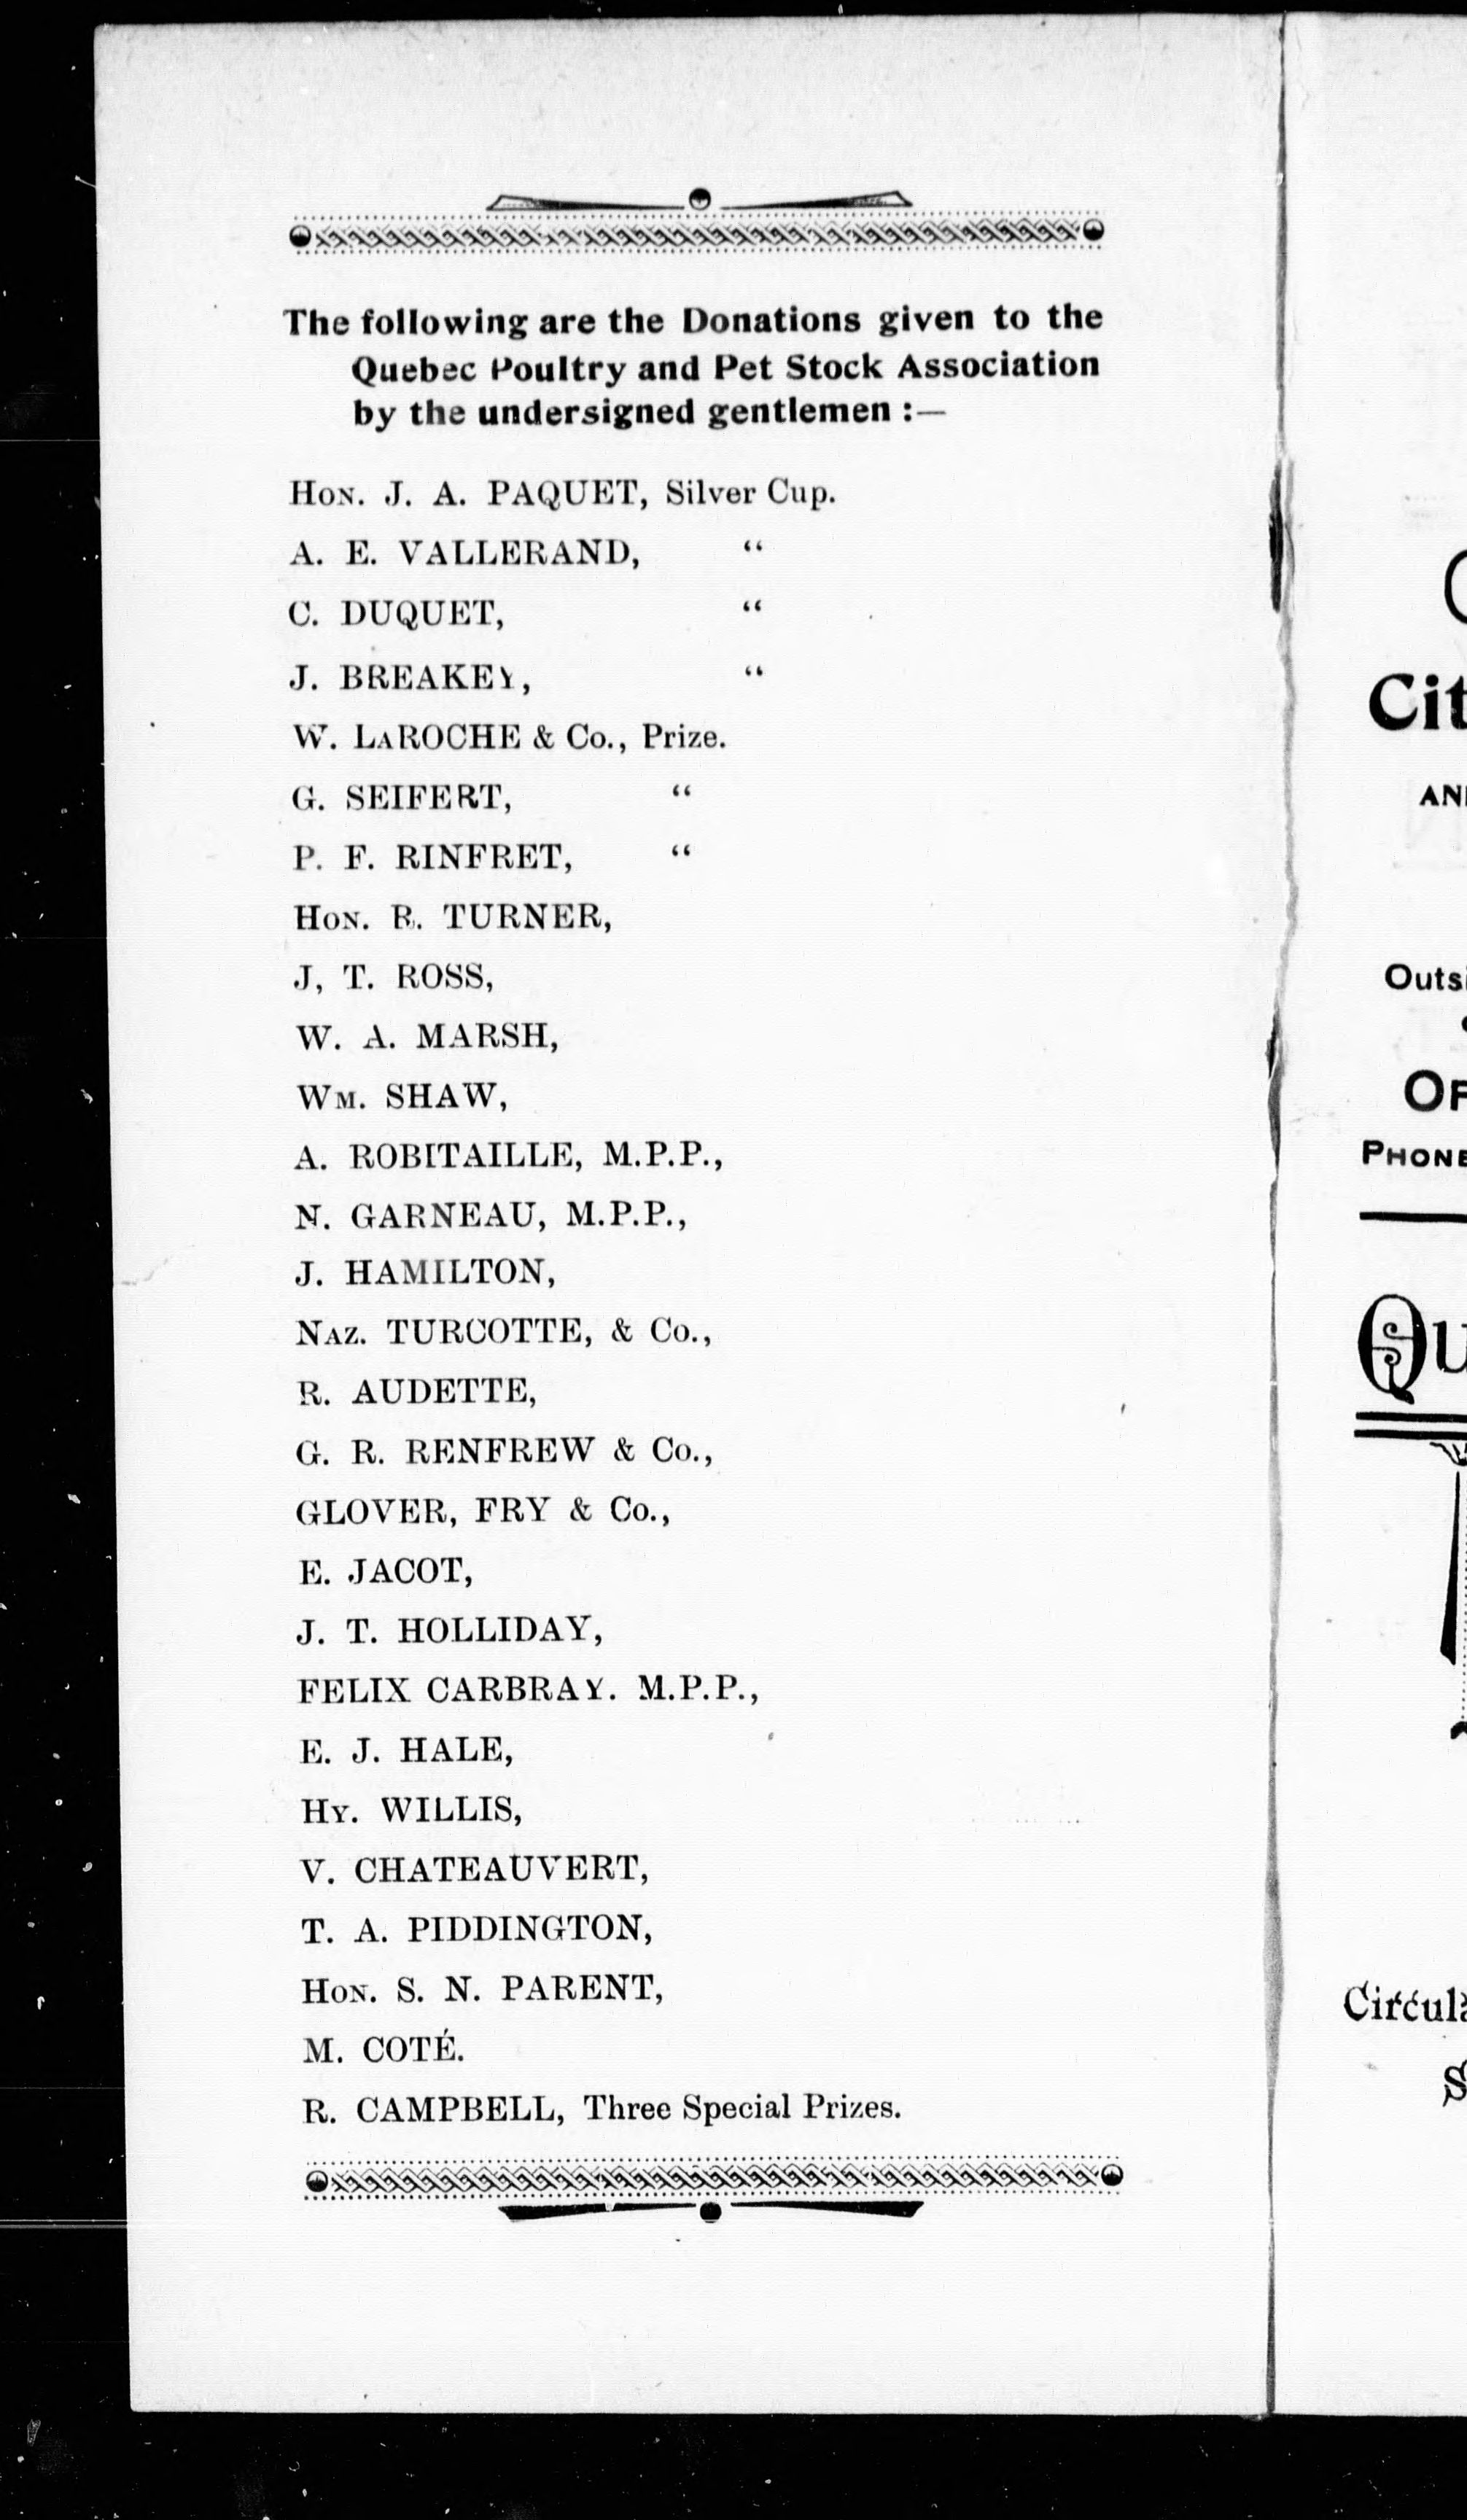 The following are the Donations given to the
Quebec Poultry and Pet Stock Association
by the undersigned gentlemen :—
Hon. J. A. PAQUET, Silver Cup.
A. E. VALLERAND, “
C. DUQUET, “
J. BREAKEY, “
W. LaROCHE & Co., Prize.
G. SEIFERT, “
P. F. RINFRET, “
Hon. R. TURNER,
J, T. ROSS,
W. A. MARSH,
Wm. SHAW,
A. ROBITAILLE, M.P.P.,
N. GARNEAU, M.P.P.,
J. HAMILTON,
Naz. TURCOTTE, & Co.,
R. AUDETTE,
G. R. RENFREW & Co.,
GLOVER, FRY & Co.,
E. JACOT,
J. T. HOLLIDAY,
FELIX CARBRAY. M.P.P.,
E. J. HALE,
Hy. WILLIS,
V. CHATEAUVERT,
T. A. PIDDINGTON,
Hon. S. N. PARENT,
M. COTÉ.
R. CAMPBELL, Three Special Prizes.
Cit
AN
Outs
OF
PHONE
QU
Circul
S